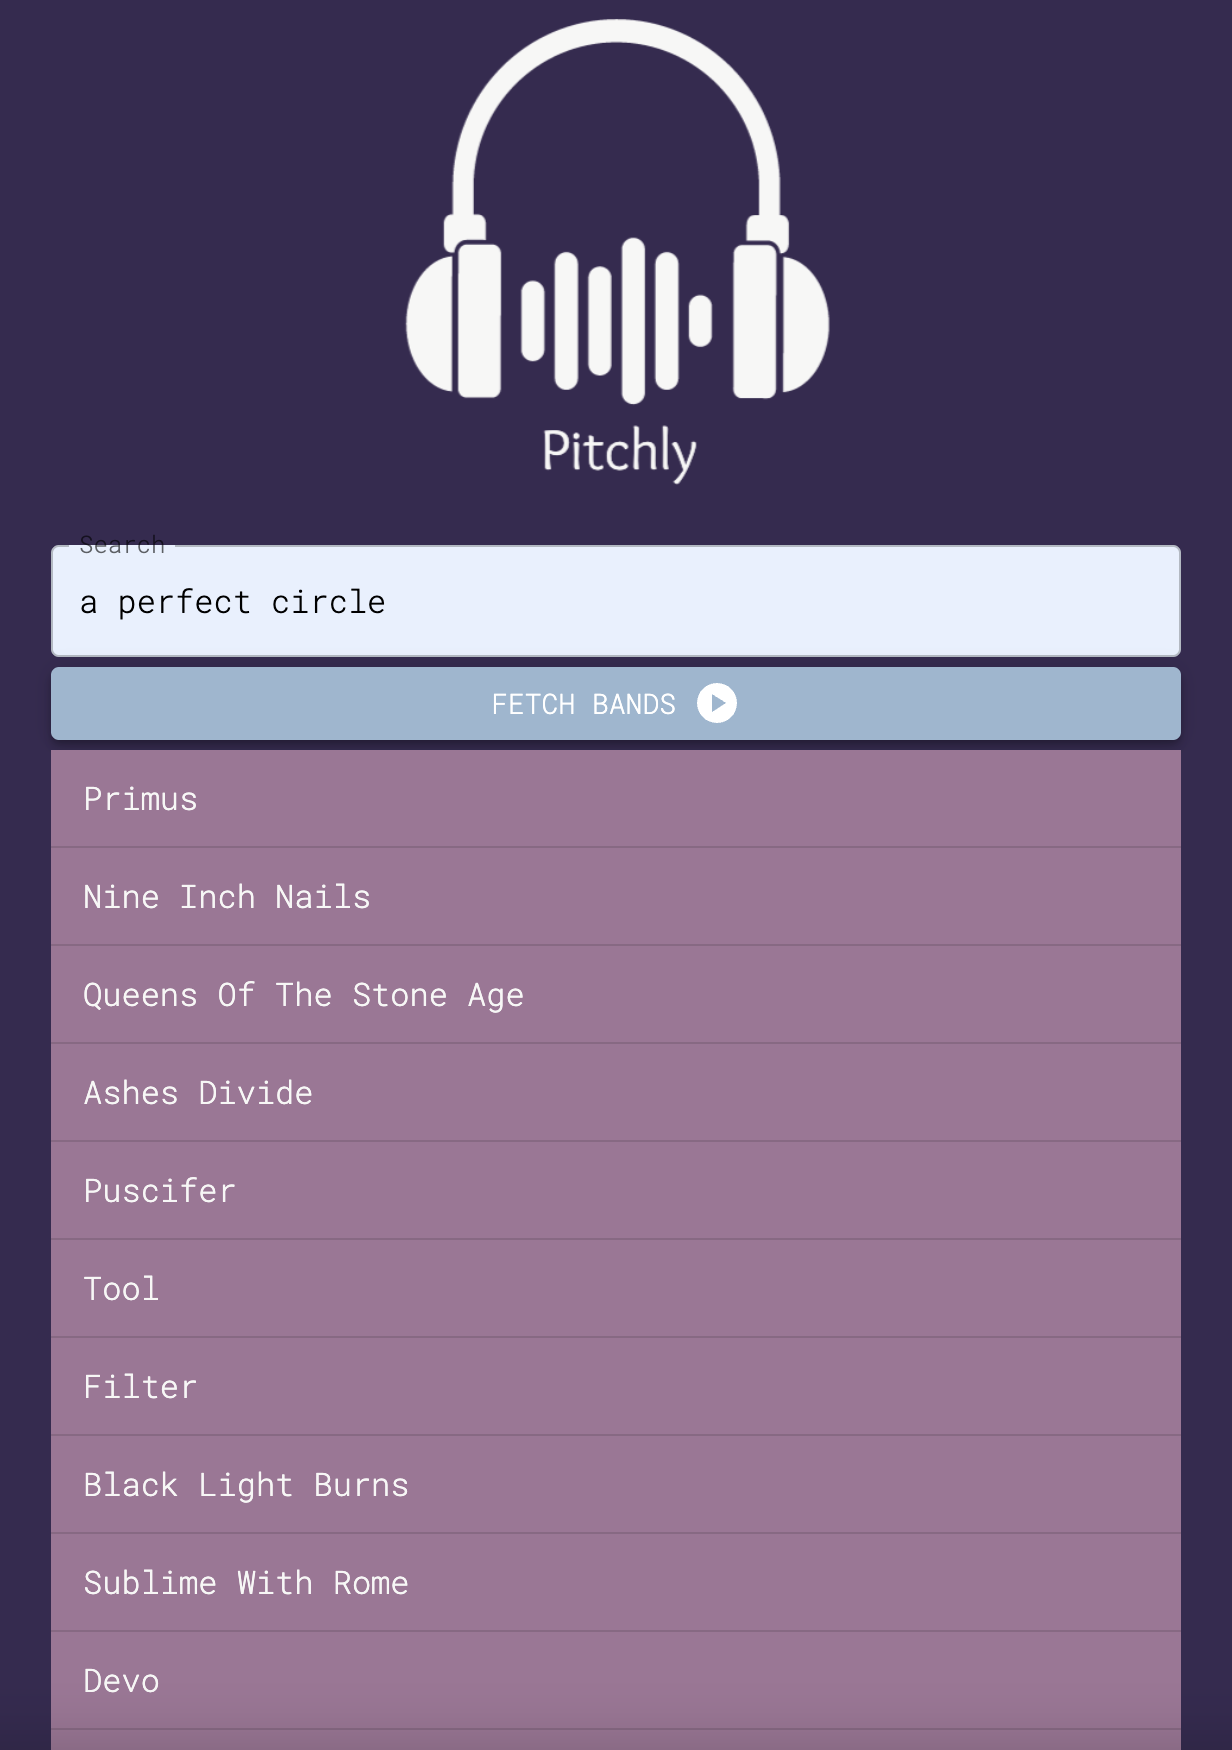 Pitchly
Search
a perfect circle
FETCH BANDS
Primus
Nine Inch Nails
Queens Of The Stone Age
Ashes Divide
Puscifer
Tool
Filter
Black Light Burns
Sublime With Rome
Devo